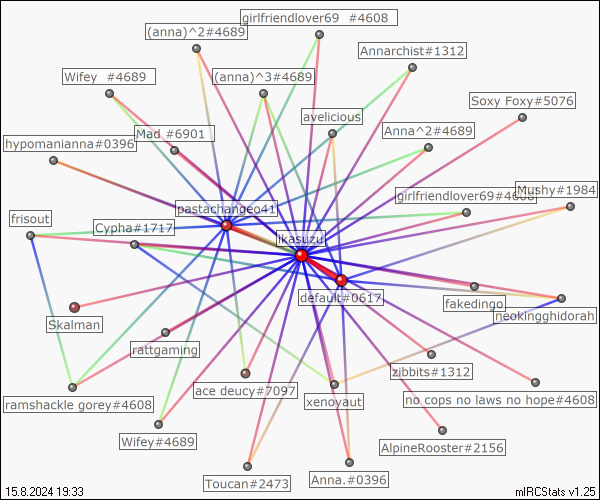 girlfriendlover69  #4608
(anna)^2#4689
Annarchist#1312
Wifey  #4689
(anna)^3#4689
Soxy Foxy#5076
avelicious
Mad #6901
Anna^2#4689
hypomanianna#0396
Mushy#1984
girlfriendlover69#4608
pastachange041
frisout
Cypha#1717
ikasuzu
default#0617
fakedingo
neokingghidorah
Skalman
rattgaming
zibbits#1312
ace deucy#7097
xenoyaut
no cops no laws no hope#4608
ramshackle gorey#4608
Wifey#4689
AlpineRooster#2156
Toucan#2473
Anna.#0396
15.8.2024 19:33
mIRCStats v1.25